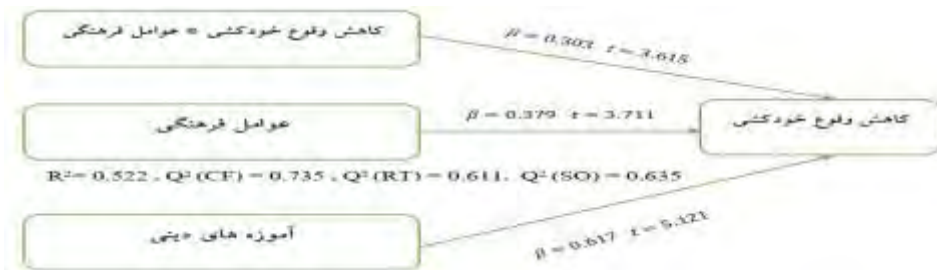 کاهش وقوع خودکشی * عوامل فرهنگی
β = 0.303 t = 3.615
عوامل فرهنگی
β = 0.379 t = 3.711
کاهش وقوع خودکشی
R²= 0.522 , Q² (CF) = 0.735 , Q² (RT) = 0.611, Q² (SO) = 0.635
آموزه های دینی
β = 0.617 t = 5.121